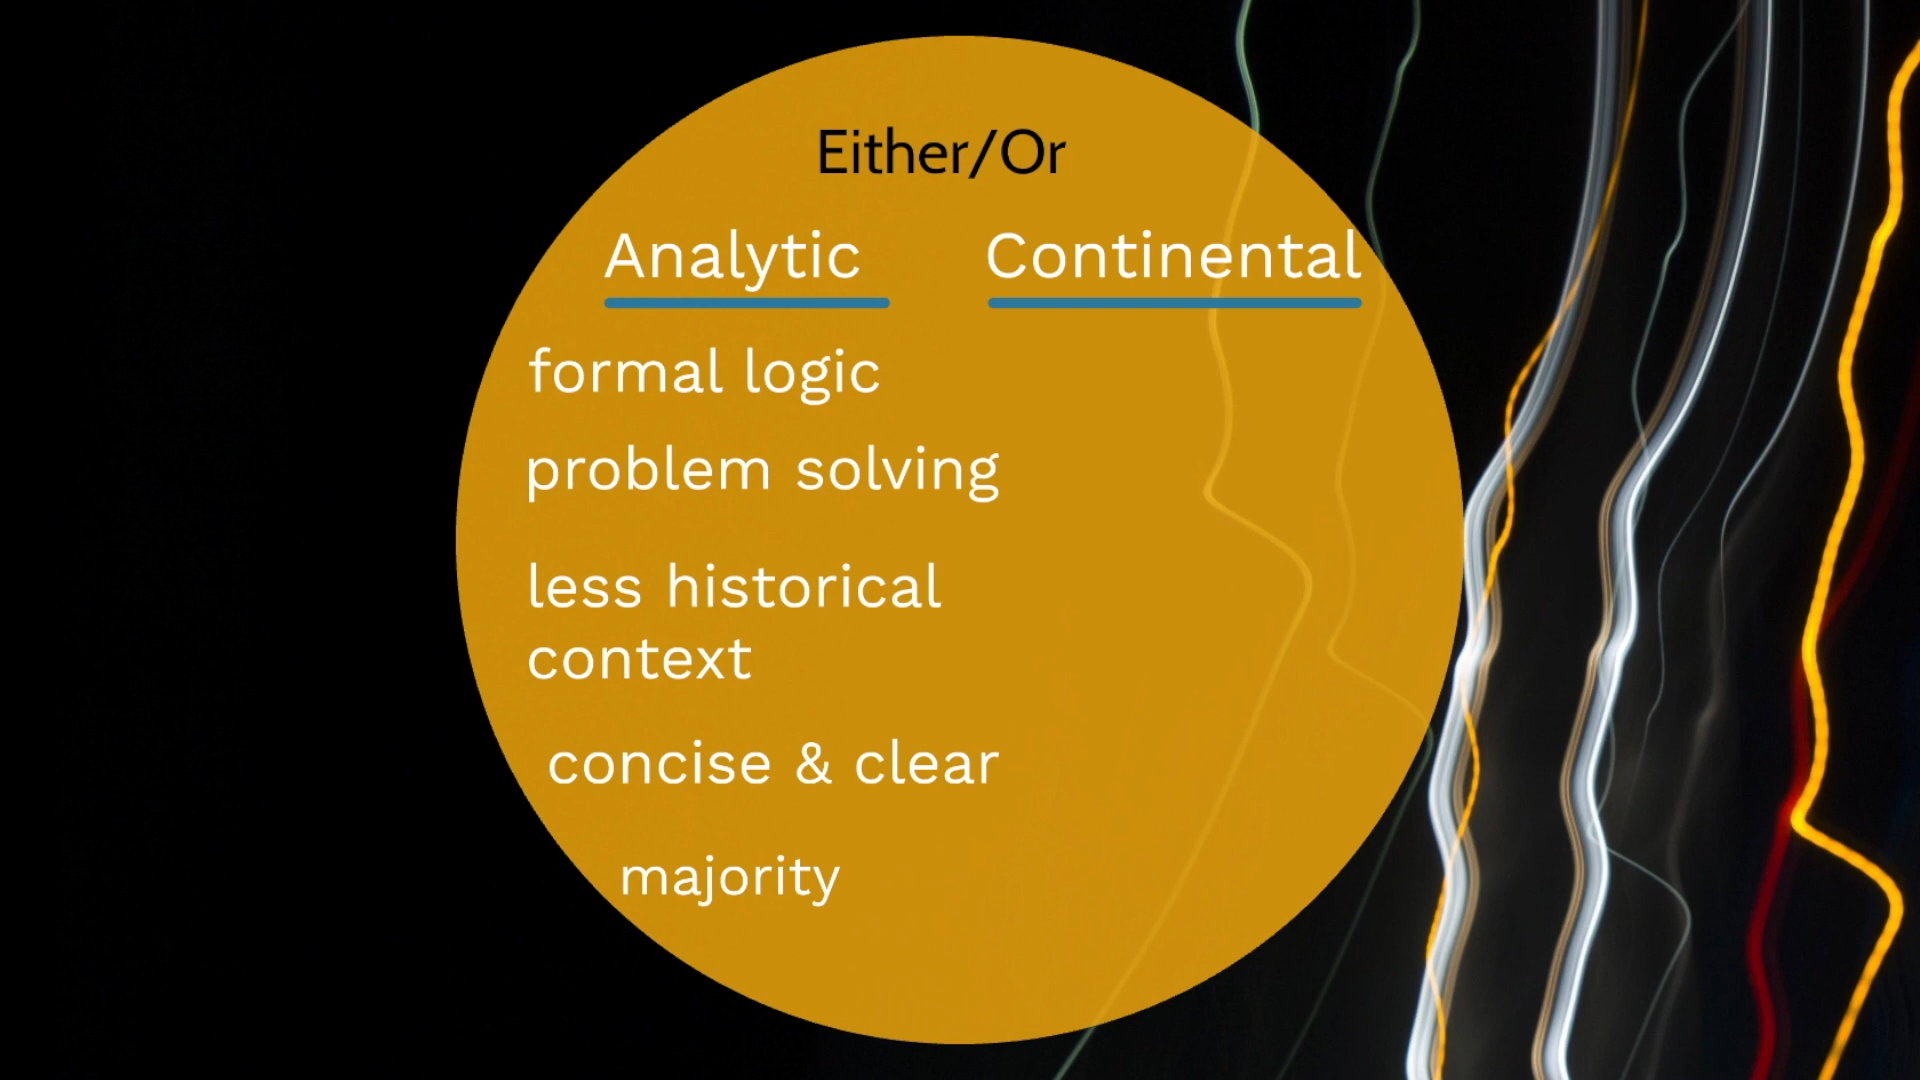 Either/Or
Analytic Continental
formal logic
problem solving
less historical
context
concise & clear
majority